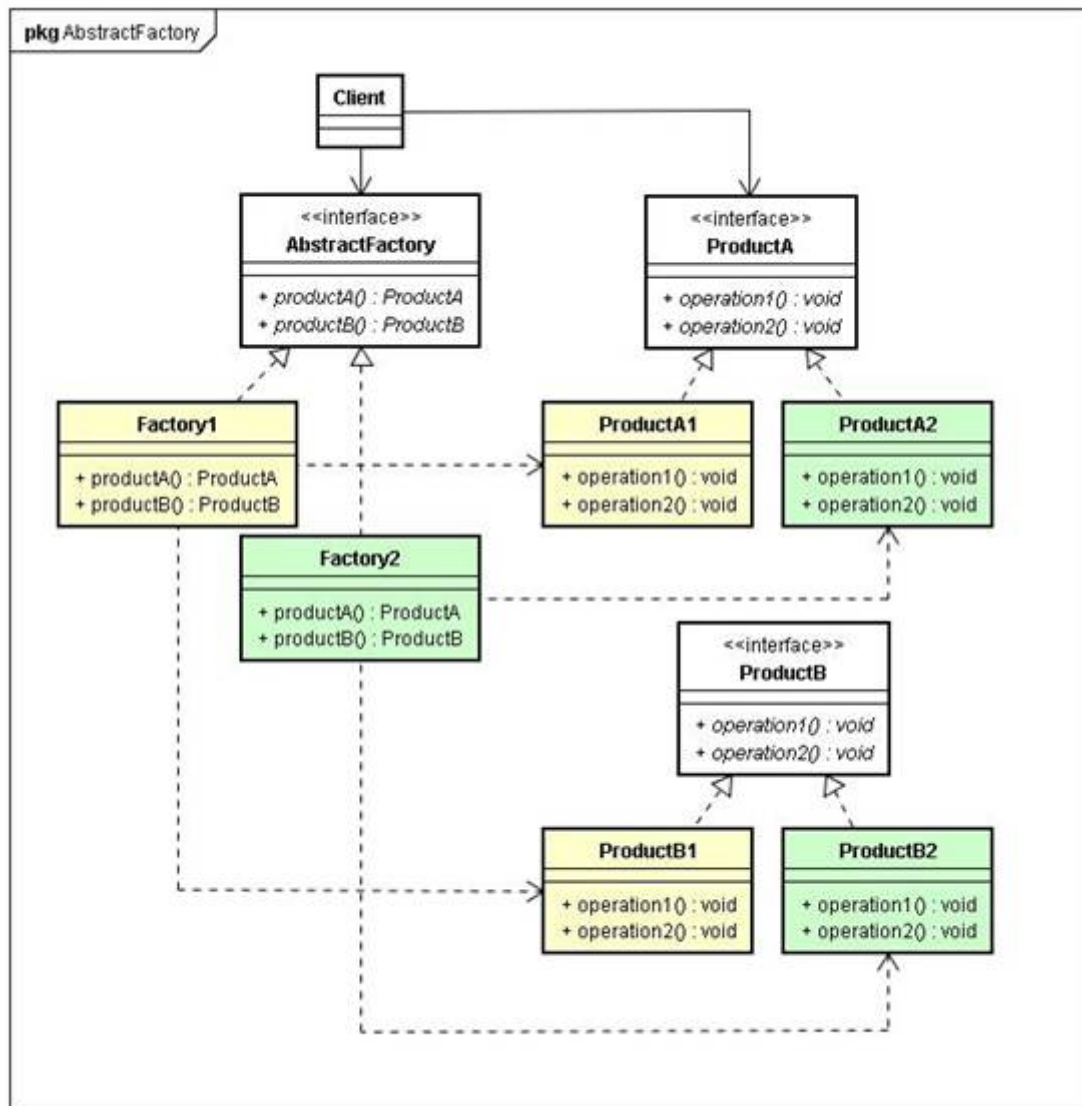 pkg AbstractFactory
Client
<<interface>>
AbstractFactory
+ productA() : ProductA
+ productB() : ProductB
<<interface>>
ProductA
+ operation1() : void
+ operation2() : void
Factory1
+ productA() : ProductA
+ productB() : ProductB
ProductA1
+ operation1() : void
+ operation2() : void
ProductA2
+ operation1() : void
+ operation2() : void
Factory2
+ productA() : ProductA
+ productB() : ProductB
<<interface>>
ProductB
+ operation1() : void
+ operation2() : void
ProductB1
+ operation1() : void
+ operation2() : void
ProductB2
+ operation1() : void
+ operation2() : void